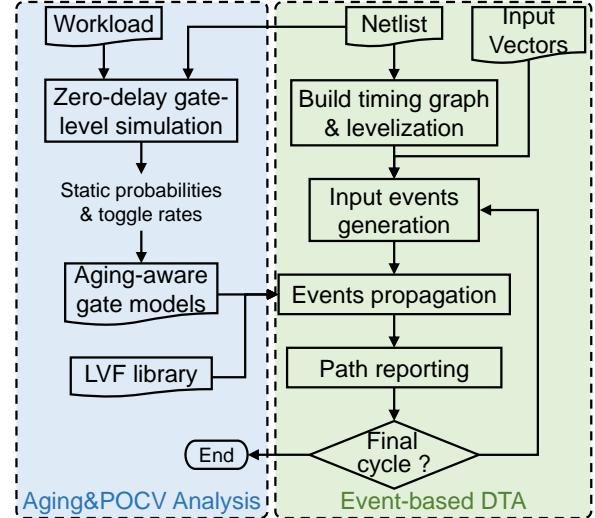 Workload
Netlist
Input
Vectors
Zero-delay gate-
level simulation
Build timing graph
& levelization
Static probabilities
& toggle rates
Input events
generation
Aging-aware
gate models
Events propagation
LVF library
Path reporting
Final
cycle ?
End
Aging&POCV Analysis
Event-based DTA